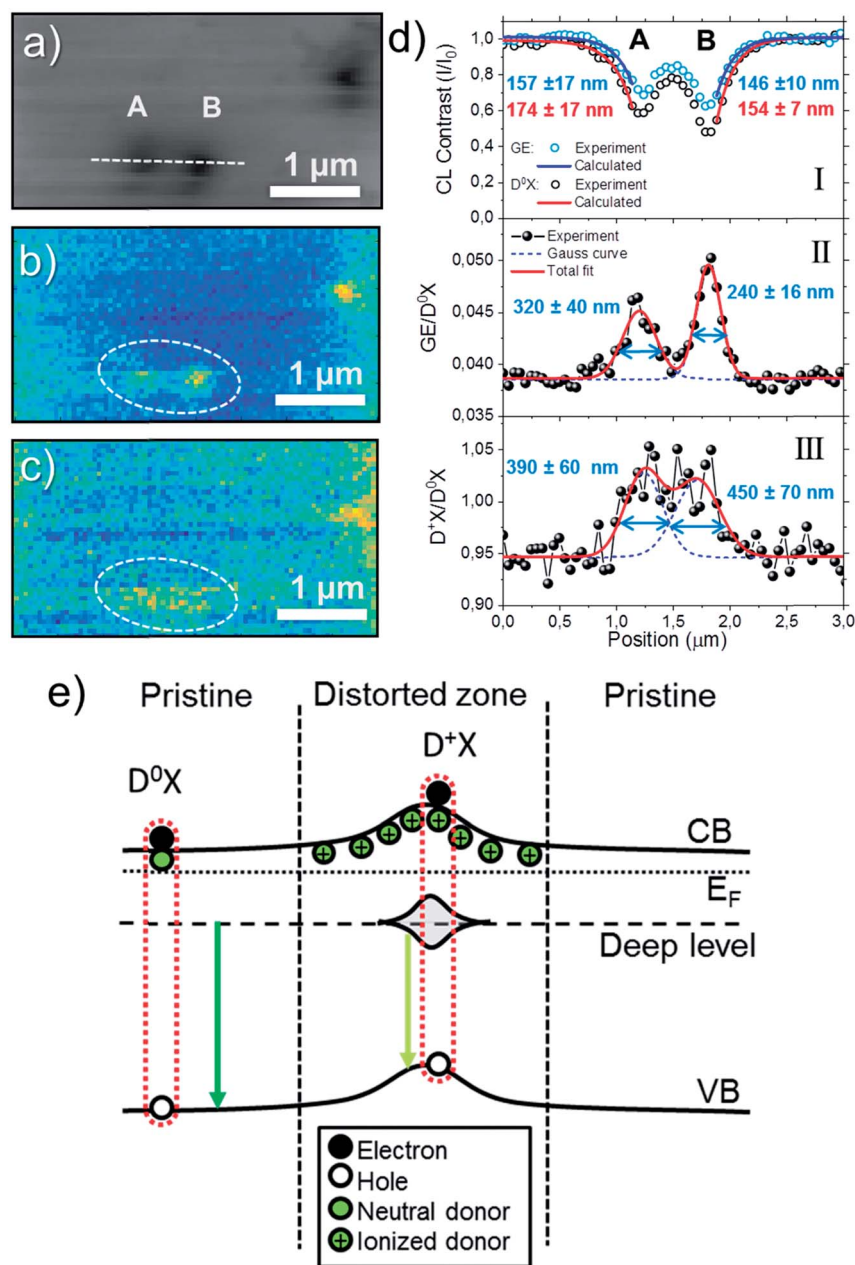 a)
A
B
1 µm
b)
1 µm
c)
1 µm
d)
A
B
157 ±17 nm
146 ±10 nm
174 ± 17 nm
154 ± 7 nm
GE: Experiment
Calculated
D⁰X: Experiment
Calculated
I
CL Contrast (I/I₀)
1,0
0,8
0,6
0,4
0,2
0,0
Experiment
Gauss curve
Total fit
II
320 ± 40 nm
240 ± 16 nm
GE/D⁰X
0,050
0,045
0,040
0,035
III
390 ± 60 nm
450 ± 70 nm
D⁺X/D⁰X
1,05
1,00
0,95
0,90
0,0 0,5 1,0 1,5 2,0 2,5 3,0
Position (µm)
e)
Pristine
Distorted zone
Pristine
D⁰X
D⁺X
CB
E_F
Deep level
VB
Electron
Hole
Neutral donor
Ionized donor